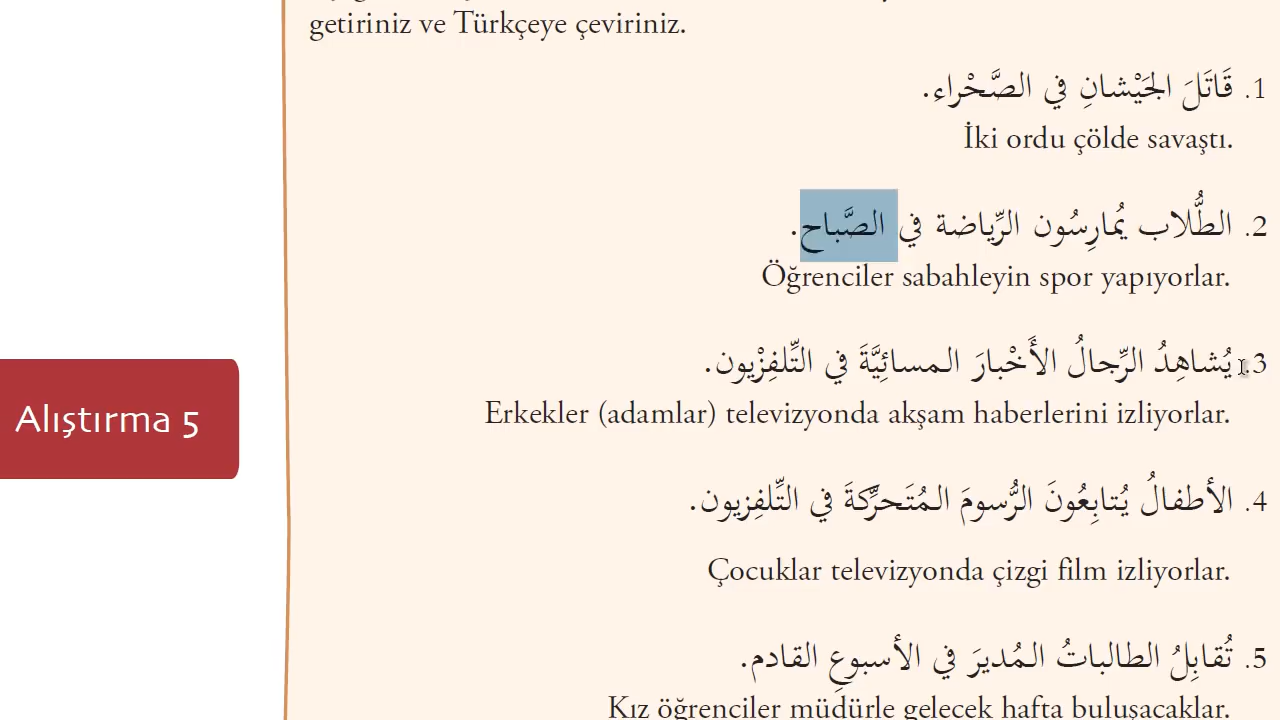 getiriniz ve Türkçeye çeviriniz.
1. قَاتَلَ الجَيْشانِ في الصَّحْراء.
İki ordu çölde savaştı.
2. الطُّلاب يُمارِسُون الرِّياضة في الصَّباح.
Öğrenciler sabahleyin spor yapıyorlar.
3. يُشاهِدُ الرِّجالُ الأَخْبارَ المسائِيَّةَ في التِّلفِزْيون.
Erkekler (adamlar) televizyonda akşam haberlerini izliyorlar.
Alıştırma 5
4. الأطفالُ يُتابِعُونَ الرُّسومَ المُتَحرِّكةَ في التِّلفِزيون.
Çocuklar televizyonda çizgi film izliyorlar.
5. تُقابِلُ الطالباتُ المُديرَ في الأسبوعِ القادم.
Kız öğrenciler müdürle gelecek hafta buluşacaklar.